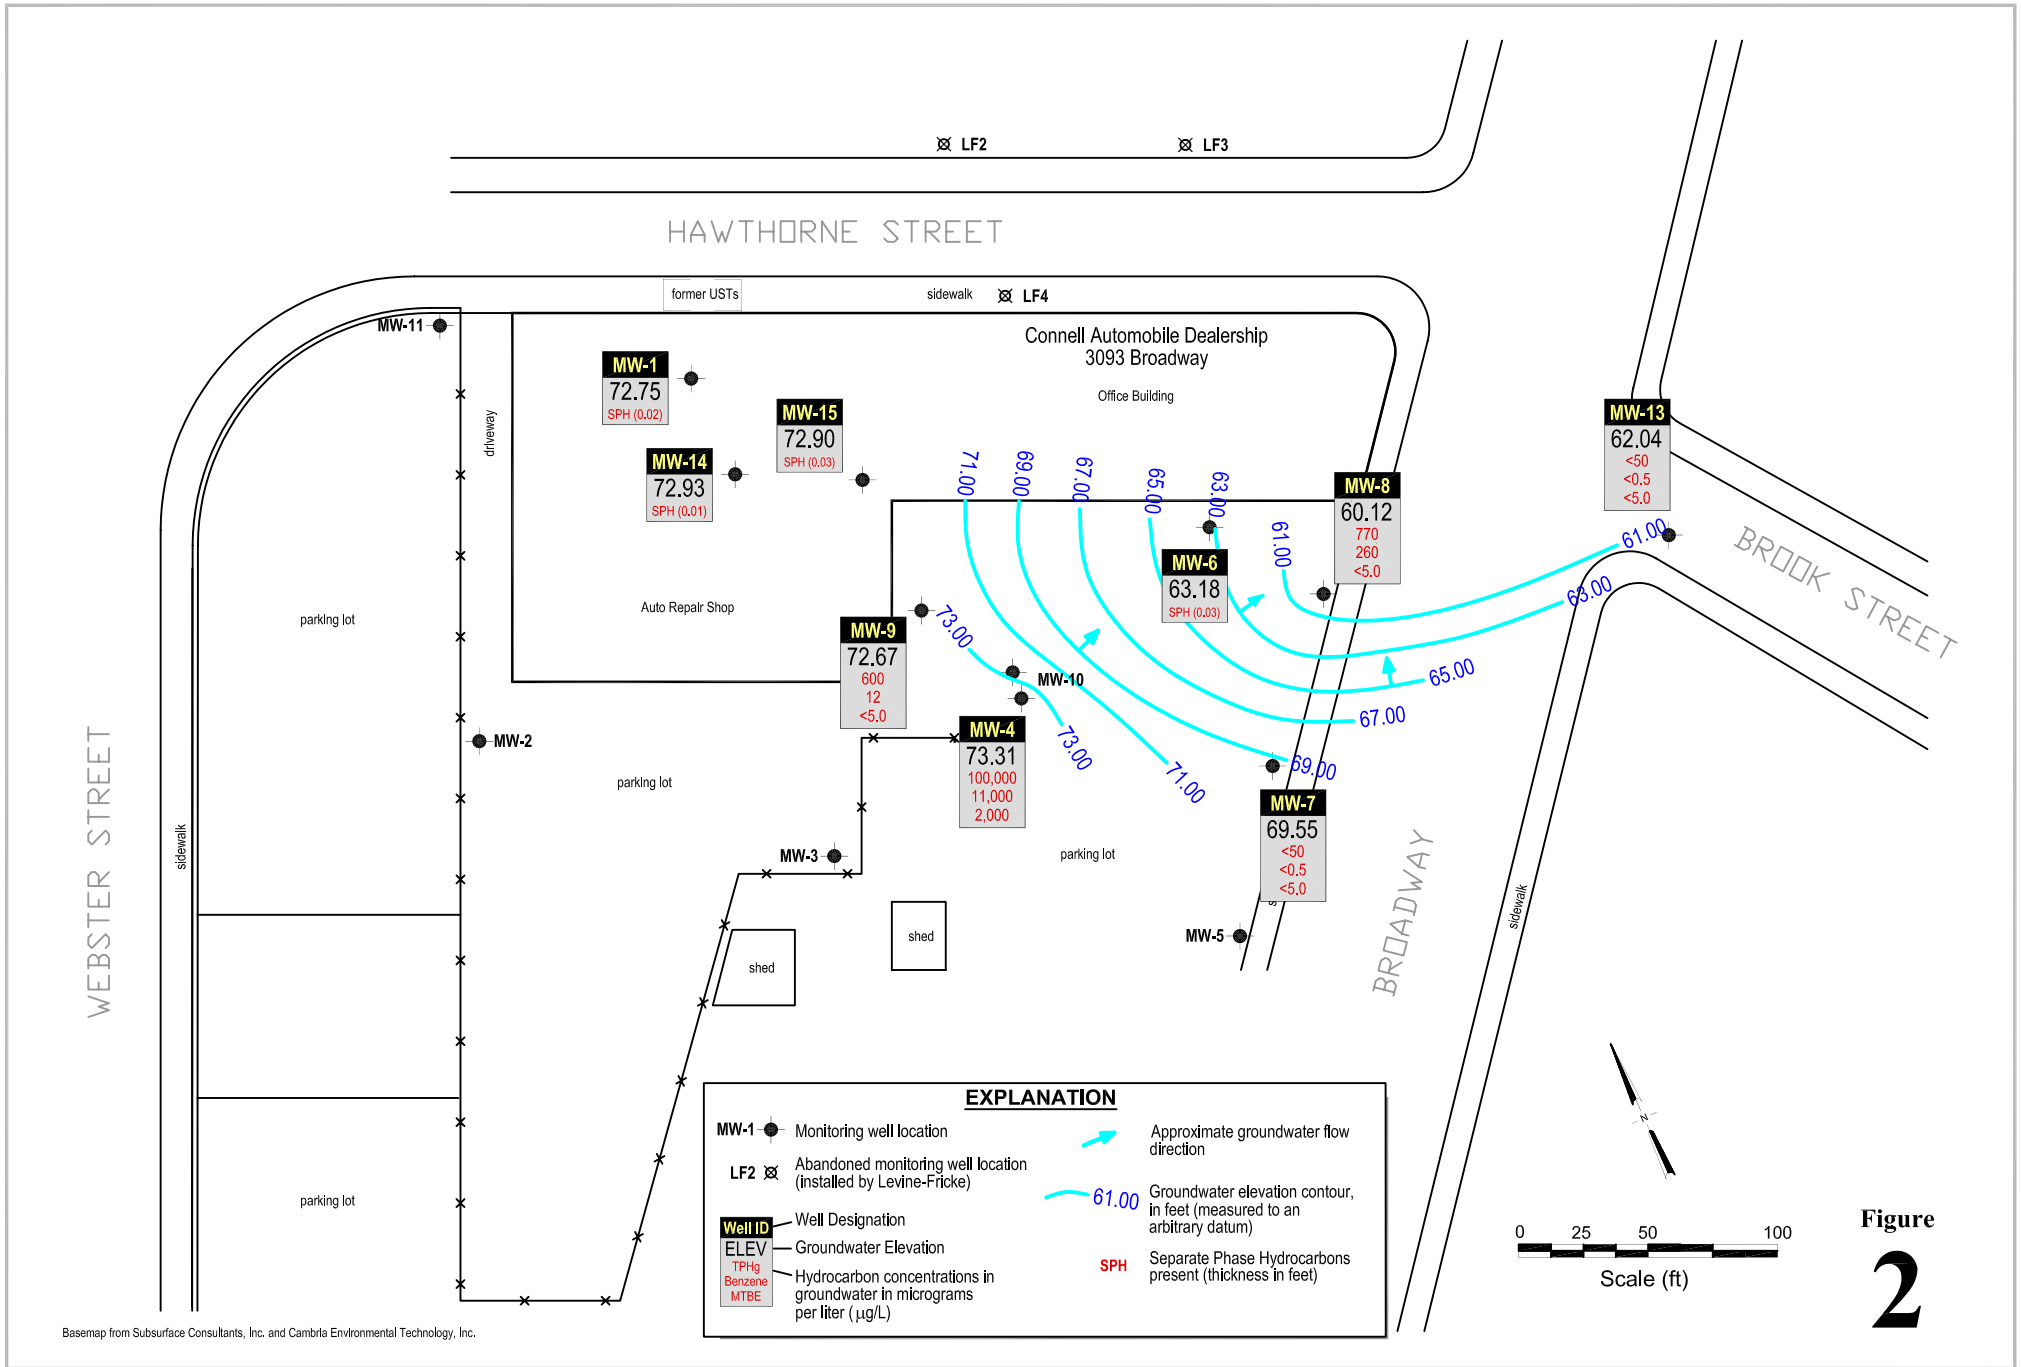 LF2
LF3
HAWTHORNE STREET
former USTs
sidewalk
LF4
MW-11
Connell Automobile Dealership
3093 Broadway
Office Building
MW-1
72.75
SPH (0.02)
MW-15
72.90
SPH (0.03)
MW-14
72.93
SPH (0.01)
driveway
MW-13
62.04
<50
<0.5
<5.0
71.00
69.00
67.00
65.00
63.00
61.00
MW-8
60.12
770
260
<5.0
61.00
63.00
BROOK STREET
MW-6
63.18
SPH (0.03)
parking lot
Auto Repair Shop
MW-9
72.67
600
12
<5.0
73.00
MW-10
65.00
67.00
69.00
71.00
73.00
MW-4
73.31
100,000
11,000
2,000
MW-2
parking lot
WEBSTER STREET
sidewalk
MW-3
parking lot
MW-7
69.55
<50
<0.5
<5.0
s
BROADWAY
sidewalk
MW-5
shed
shed
parking lot
EXPLANATION
MW-1
Monitoring well location
LF2
Abandoned monitoring well location
(installed by Levine-Fricke)
Well ID
ELEV
TPHg
Benzene
MTBE
Well Designation
Groundwater Elevation
Hydrocarbon concentrations in
groundwater in micrograms
per liter (µg/L)
Approximate groundwater flow
direction
61.00
Groundwater elevation contour,
in feet (measured to an
arbitrary datum)
SPH
Separate Phase Hydrocarbons
present (thickness in feet)
N
0 25 50 100
Scale (ft)
Figure
2
Basemap from Subsurface Consultants, Inc. and Cambria Environmental Technology, Inc.